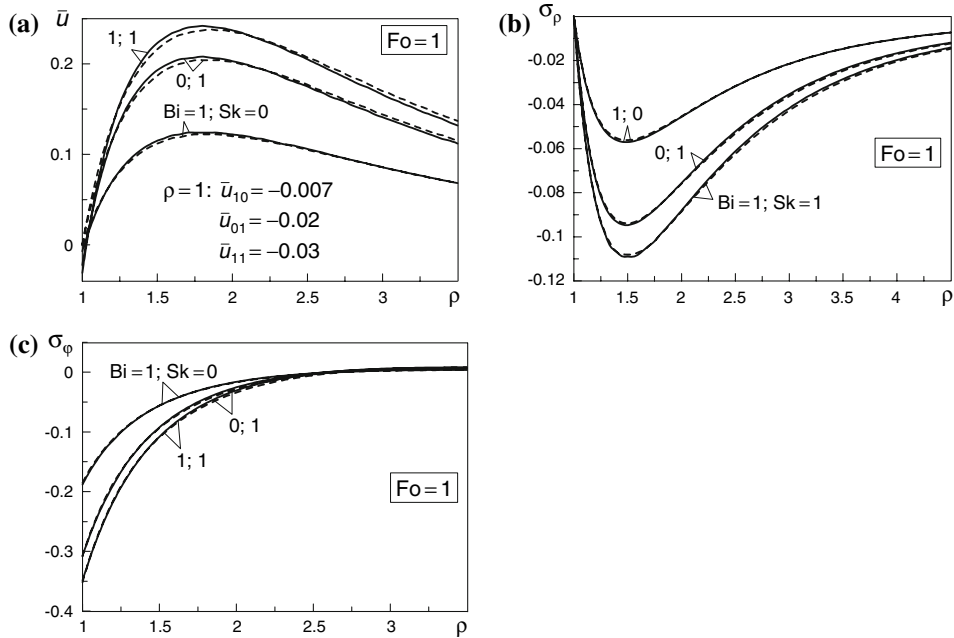 (a) ū
0.2
0.1
0
1; 1
0; 1
Bi=1; Sk=0
Fo=1
ρ=1: ū₁₀=−0.007
ū₀₁=−0.02
ū₁₁=−0.03
1 1.5 2 2.5 3 ρ
(b) σρ
-0.02
-0.04
-0.06
-0.08
-0.1
-0.12
1; 0
0; 1
Bi=1; Sk=1
Fo=1
1 1.5 2 2.5 3 3.5 4 ρ
(c) σφ
0
-0.1
-0.2
-0.3
-0.4
Bi=1; Sk=0
0; 1
1; 1
Fo=1
1 1.5 2 2.5 3 ρ